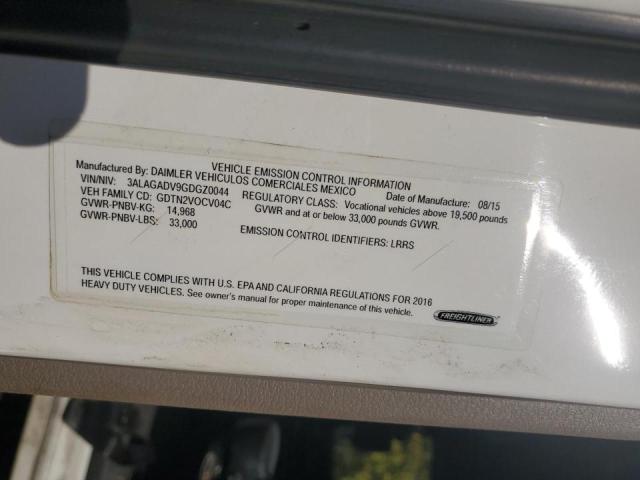 VEHICLE EMISSION CONTROL INFORMATION
Manufactured By: DAIMLER VEHICULOS COMERCIALES MEXICO Date of Manufacture: 08/15
VIN/NIV: 3ALAGADV9GDGZ0044 REGULATORY CLASS: Vocational vehicles above 19,500 pounds
VEH FAMILY CD: GDTN2VOCV04C GVWR and at or below 33,000 pounds GVWR.
GVWR-PNBV-KG: 14,968
GVWR-PNBV-LBS: 33,000 EMISSION CONTROL IDENTIFIERS: LRRS
THIS VEHICLE COMPLIES WITH U.S. EPA AND CALIFORNIA REGULATIONS FOR 2016
HEAVY DUTY VEHICLES. See owner's manual for proper maintenance of this vehicle.
FREIGHTLINER